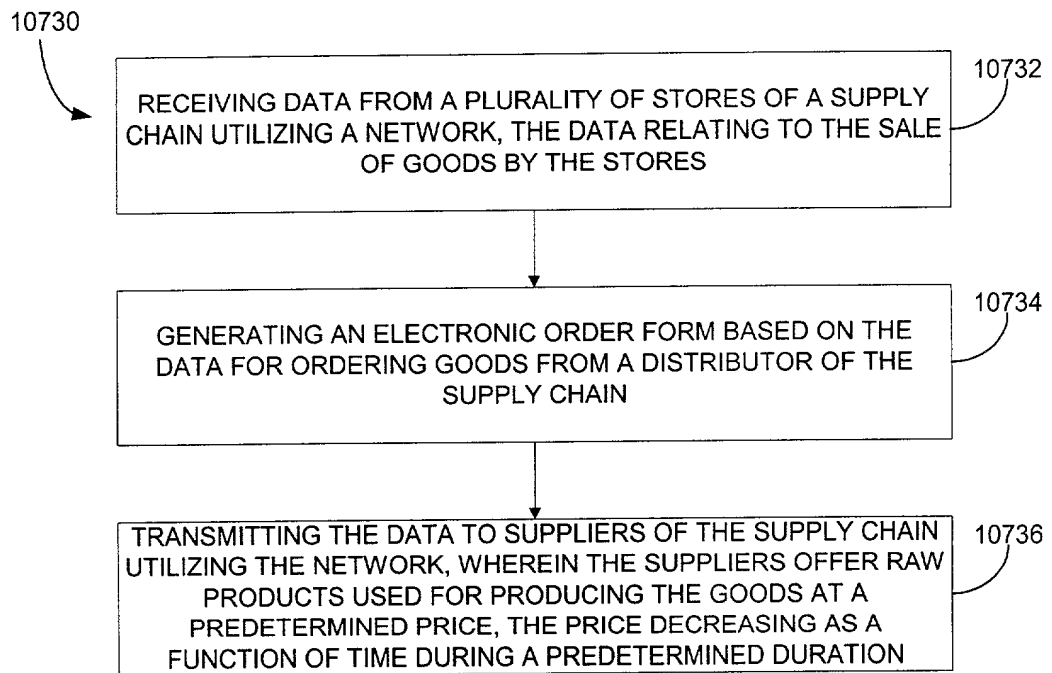 10730
10732
RECEIVING DATA FROM A PLURALITY OF STORES OF A SUPPLY
CHAIN UTILIZING A NETWORK, THE DATA RELATING TO THE SALE
OF GOODS BY THE STORES
10734
GENERATING AN ELECTRONIC ORDER FORM BASED ON THE
DATA FOR ORDERING GOODS FROM A DISTRIBUTOR OF THE
SUPPLY CHAIN
10736
TRANSMITTING THE DATA TO SUPPLIERS OF THE SUPPLY CHAIN
UTILIZING THE NETWORK, WHEREIN THE SUPPLIERS OFFER RAW
PRODUCTS USED FOR PRODUCING THE GOODS AT A
PREDETERMINED PRICE, THE PRICE DECREASING AS A
FUNCTION OF TIME DURING A PREDETERMINED DURATION